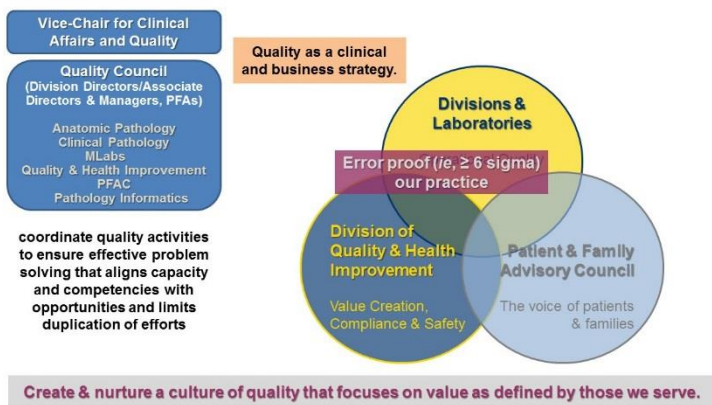 Vice-Chair for Clinical
Affairs and Quality
Quality Council
(Division Directors/Associate
Directors & Managers, PFAs)
Anatomic Pathology
Clinical Pathology
MLabs
Quality & Health Improvement
PFAC
Pathology Informatics
coordinate quality activities
to ensure effective problem
solving that aligns capacity
and competencies with
opportunities and limits
duplication of efforts
Quality as a clinical
and business strategy.
Divisions &
Laboratories
Error proof (ie, ≥ 6 sigma)
our practice
Division of
Quality & Health
Improvement
Value Creation,
Compliance & Safety
Patient & Family
Advisory Council
The voice of patients
& families
Create & nurture a culture of quality that focuses on value as defined by those we serve.